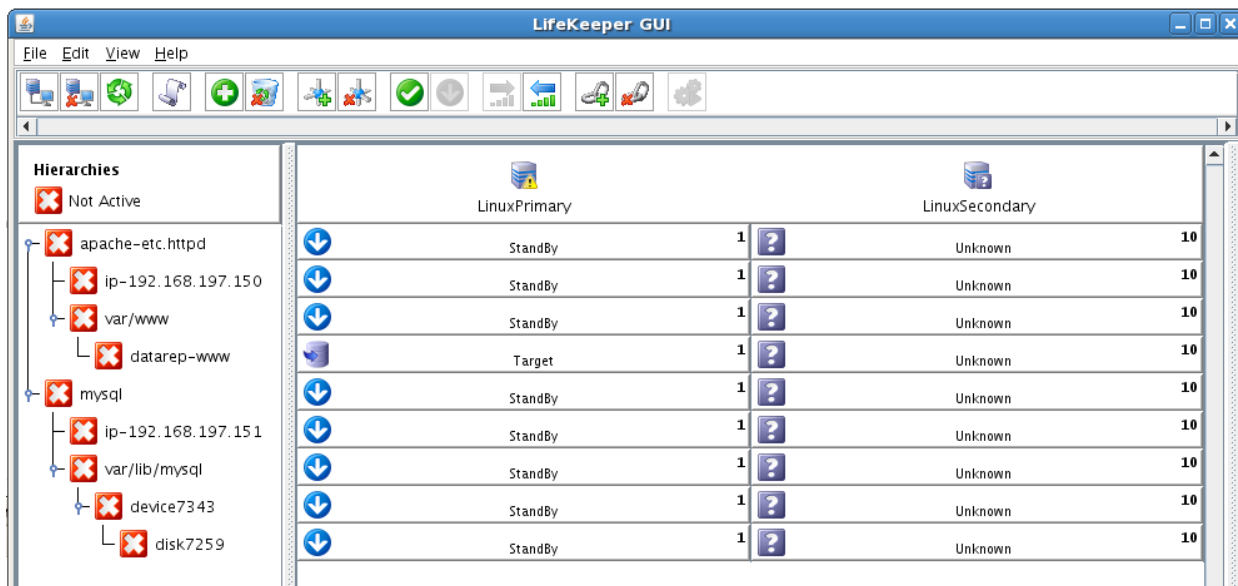 LifeKeeper GUI
File Edit View Help
Hierarchies
Not Active
LinuxPrimary LinuxSecondary
apache-etc.httpd StandBy 1 ? Unknown 10
ip-192.168.197.150 StandBy 1 ? Unknown 10
var/www StandBy 1 ? Unknown 10
datarep-www Target 1 ? Unknown 10
mysql StandBy 1 ? Unknown 10
ip-192.168.197.151 StandBy 1 ? Unknown 10
var/lib/mysql StandBy 1 ? Unknown 10
device7343 StandBy 1 ? Unknown 10
disk7259 StandBy 1 ? Unknown 10